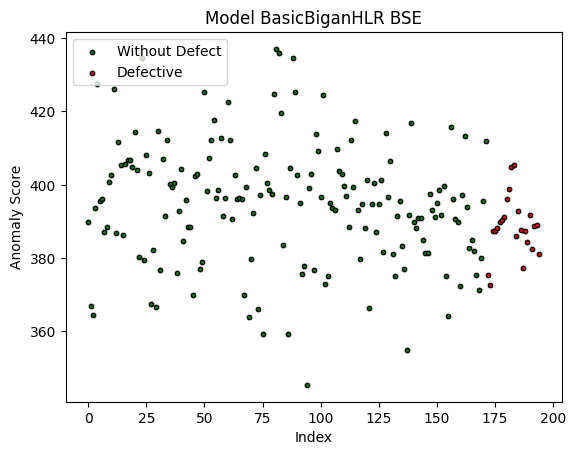 Model BasicBiganHLR BSE
Without Defect
Defective
Anomaly Score
440
420
400
380
360
0 25 50 75 100 125 150 175 200
Index